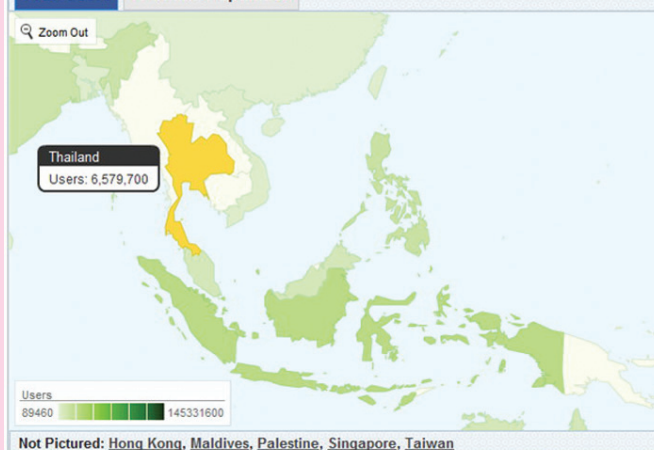 Zoom Out
Thailand
Users: 6,579,700
Users
89460 145331600
Not Pictured: Hong Kong, Maldives, Palestine, Singapore, Taiwan